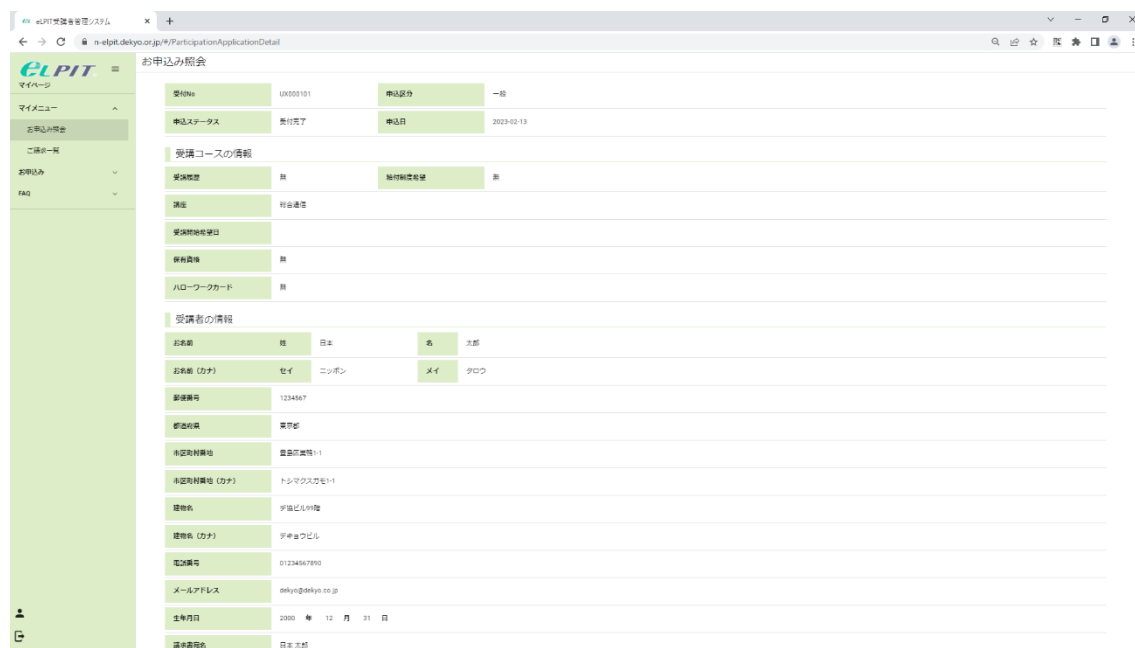 eLPIT受講者管理システム
n-elpit.dekyo.or.jp/#/ParticipationApplicationDetail
eLPIT
お申込み照会
マイページ
マイメニュー
お申込み照会
ご請求一覧
お申込み
FAQ
受付No UX000101 申込区分 一般
申込ステータス 受付完了 申込日 2023-02-13
受講コースの情報
受講履歴 無 給付制度希望 無
講座 総合通信
受講開始希望日
保有資格 無
ハローワークカード 無
受講者の情報
お名前 姓 日本 名 太郎
お名前（カナ） セイ ニッポン メイ タロウ
郵便番号 1234567
都道府県 東京都
市区町村番地 豊島区巣鴨1-1
市区町村番地（カナ） トシマクスガモ1-1
建物名 デ協ビル99階
建物名（カナ） デキョウビル
電話番号 01234567890
メールアドレス dekyo@dekyo.co.jp
生年月日 2000 年 12 月 31 日
請求書宛名 日本 太郎